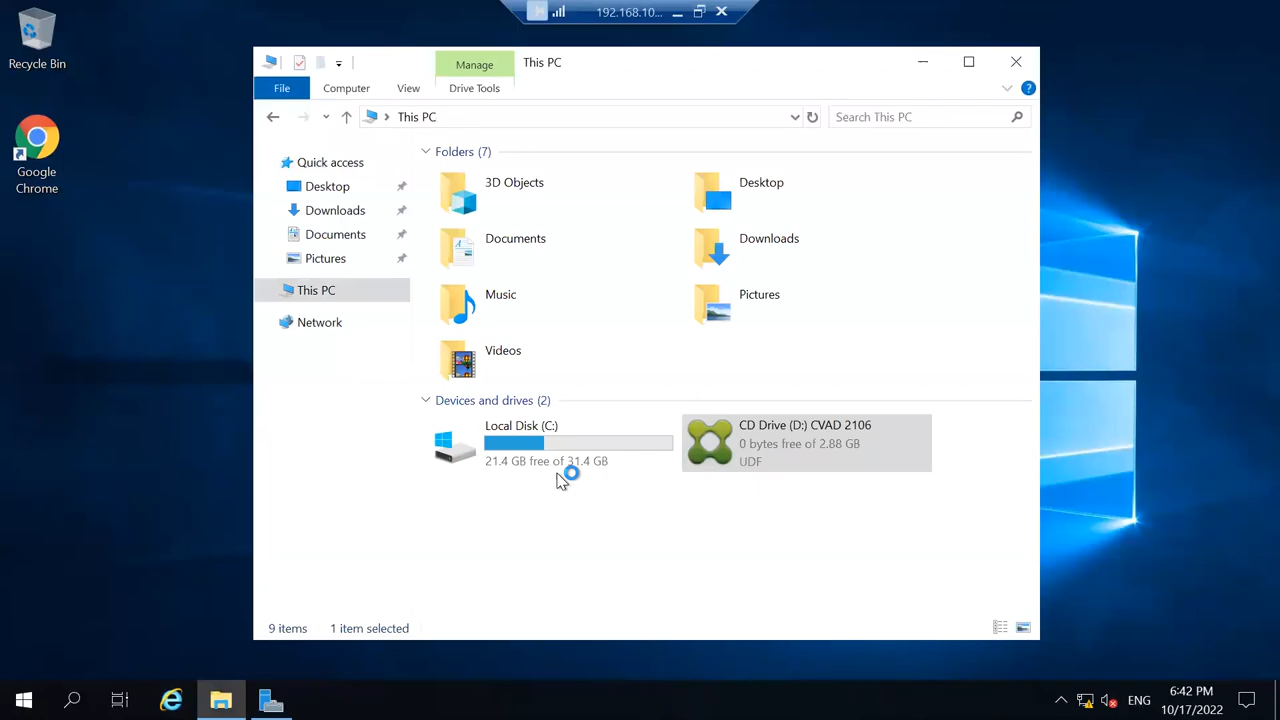 192.168.10...
Recycle Bin
Google
Chrome
Manage
This PC
File
Computer
View
Drive Tools
This PC
Search This PC
Quick access
Desktop
Downloads
Documents
Pictures
This PC
Network
Folders (7)
3D Objects
Desktop
Documents
Downloads
Music
Pictures
Videos
Devices and drives (2)
Local Disk (C:)
21.4 GB free of 31.4 GB
CD Drive (D:) CVAD 2106
0 bytes free of 2.88 GB
UDF
9 items
1 item selected
ENG
6:42 PM
10/17/2022